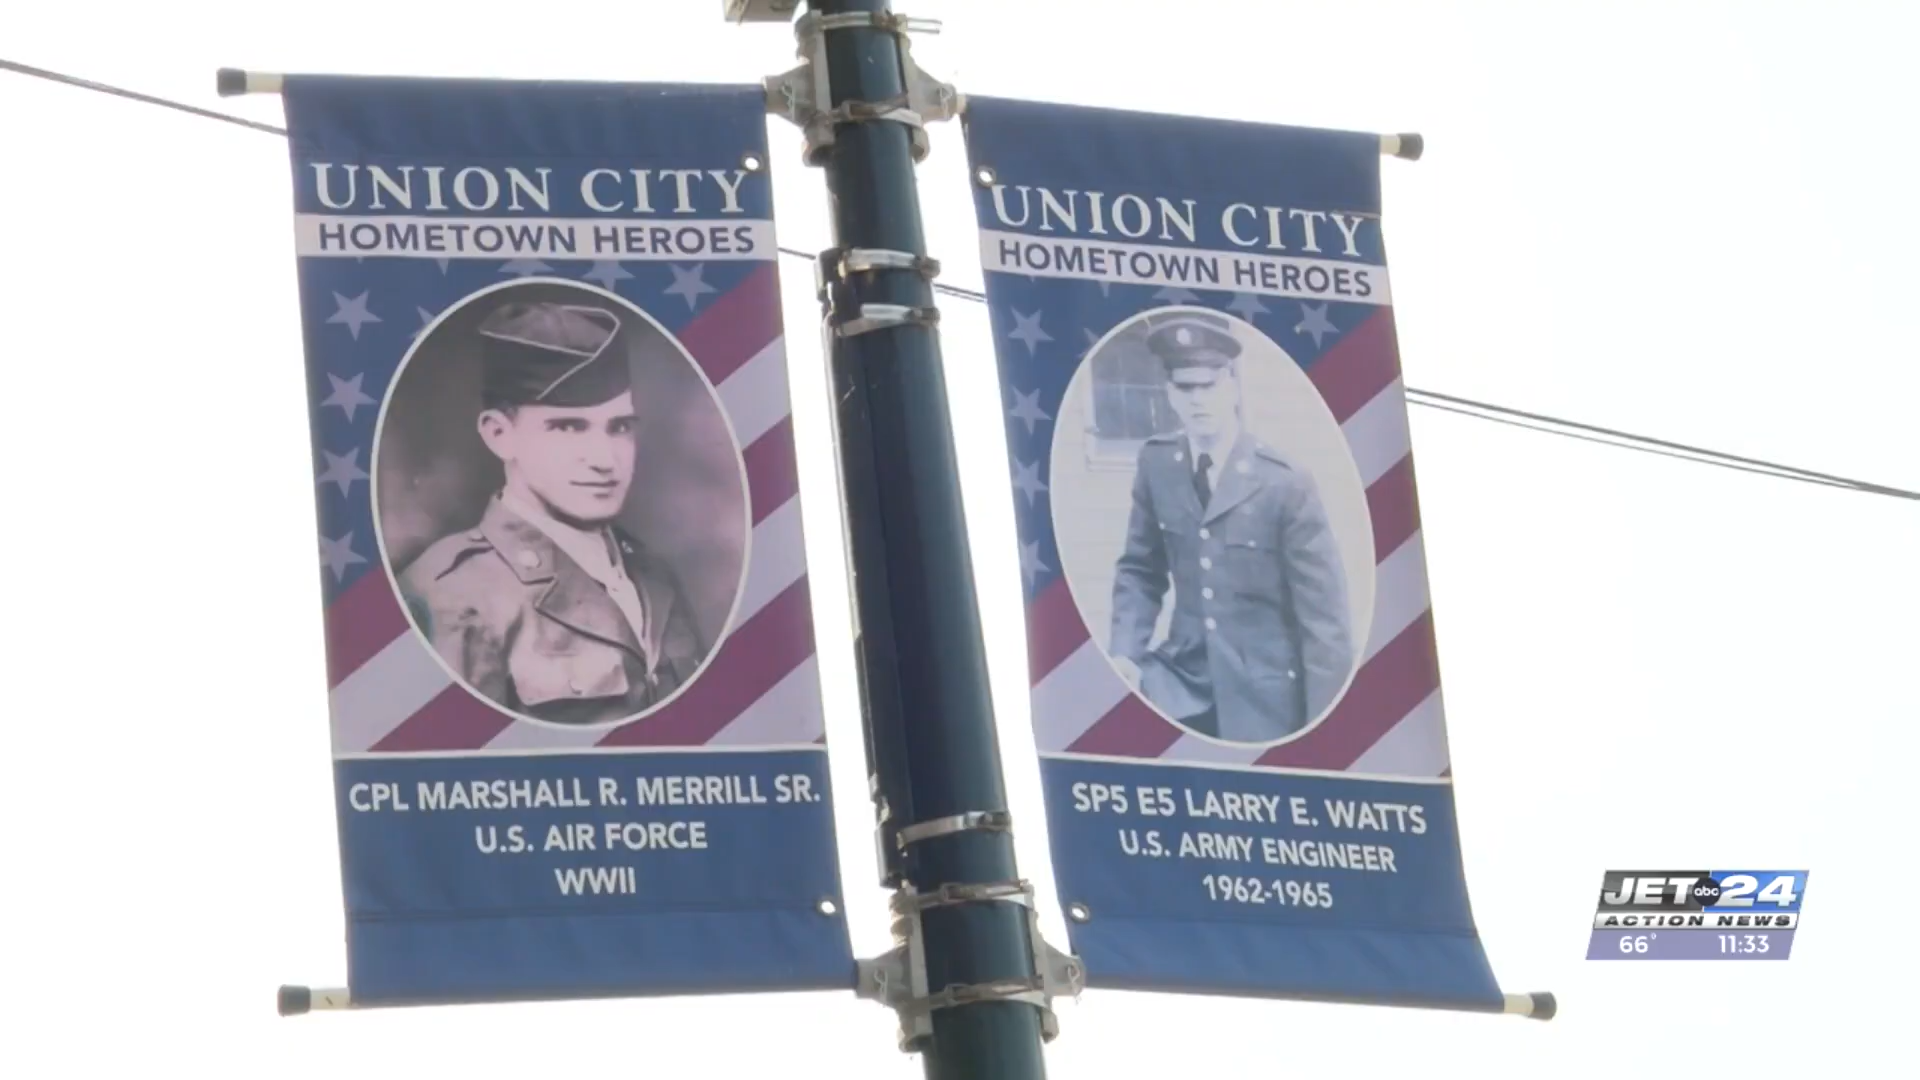 UNION CITY
HOMETOWN HEROES
CPL MARSHALL R. MERRILL SR.
U.S. AIR FORCE
WWII
UNION CITY
HOMETOWN HEROES
SP5 E5 LARRY E. WATTS
U.S. ARMY ENGINEER
1962-1965
JET abc 24
ACTION NEWS
66° 11:33